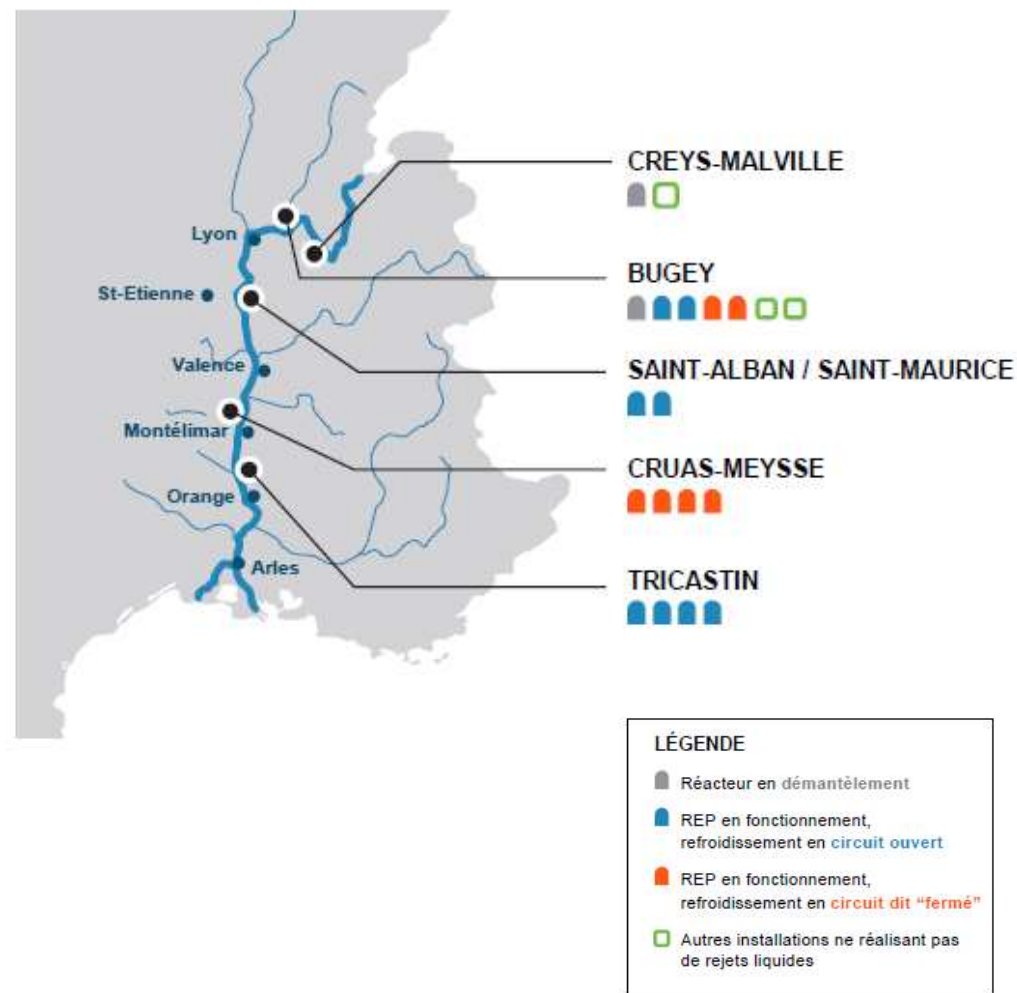 CREYS-MALVILLE
Lyon
BUGEY
St-Etienne
Valence
SAINT-ALBAN / SAINT-MAURICE
Montélimar
CRUAS-MEYSSE
Orange
Arles
TRICASTIN
LÉGENDE
Réacteur en démantèlement
REP en fonctionnement,
refroidissement en circuit ouvert
REP en fonctionnement,
refroidissement en circuit dit “fermé”
Autres installations ne réalisant pas
de rejets liquides